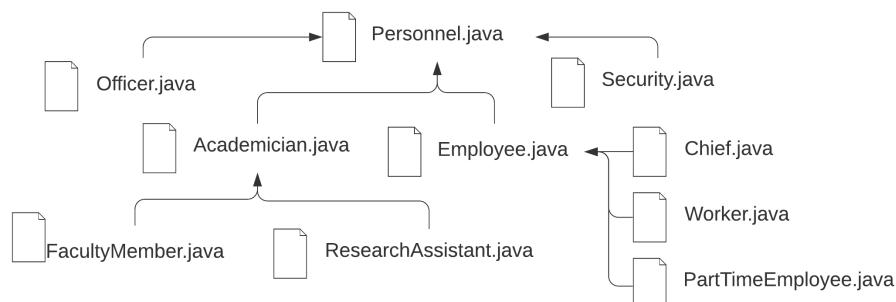 Personnel.java
Officer.java
Security.java
Academician.java
Employee.java
Chief.java
Worker.java
FacultyMember.java
ResearchAssistant.java
PartTimeEmployee.java